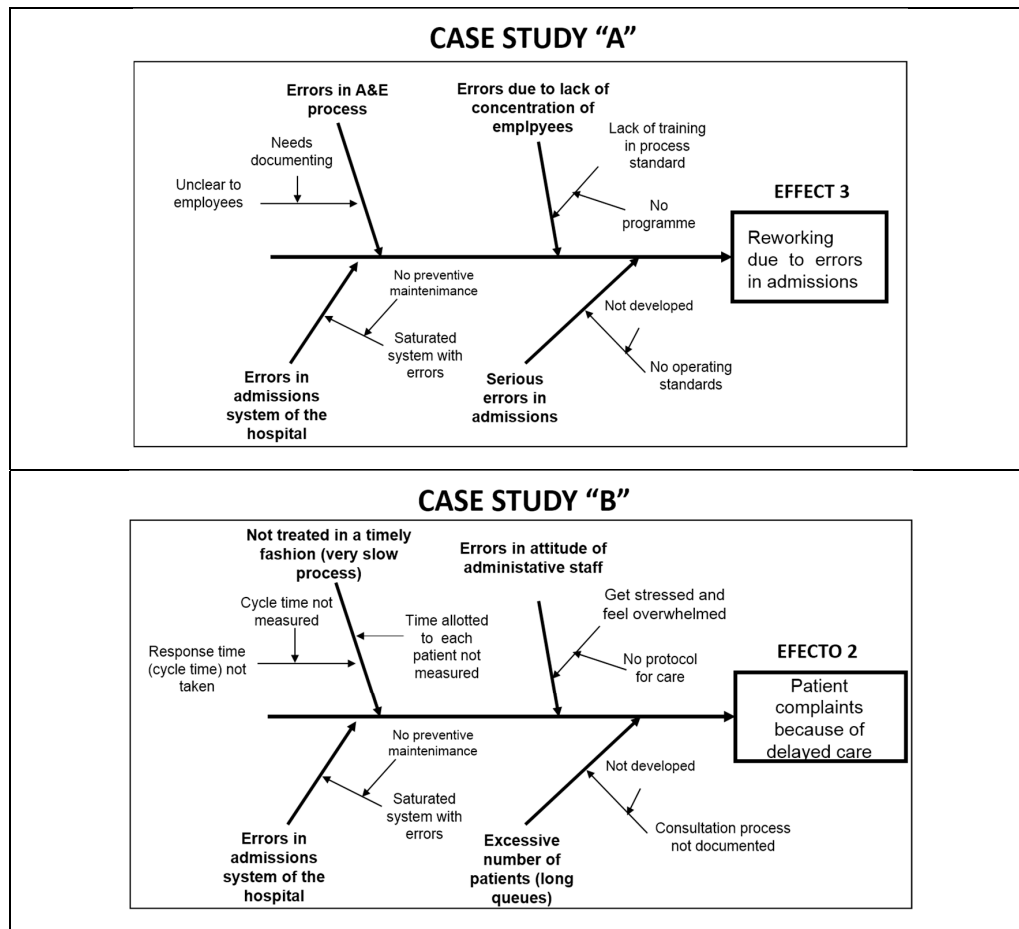 CASE STUDY “A”
Errors in A&E
process
Errors due to lack of
concentration of
emplpyees
Needs
documenting
Unclear to
employees
Lack of training
in process
standard
No
programme
EFFECT 3
Reworking
due to errors
in admissions
No preventive
maintenimance
Saturated
system with
errors
Not developed
No operating
standards
Errors in
admissions
system of the
hospital
Serious
errors in
admissions
CASE STUDY “B”
Not treated in a timely
fashion (very slow
process)
Errors in attitude of
administative staff
Cycle time not
measured
Response time
(cycle time) not
taken
Time allotted
to each
patient not
measured
Get stressed and
feel overwhelmed
No protocol
for care
EFECTO 2
Patient
complaints
because of
delayed care
No preventive
maintenimance
Saturated
system with
errors
Not developed
Consultation process
not documented
Errors in
admissions
system of the
hospital
Excessive
number of
patients (long
queues)